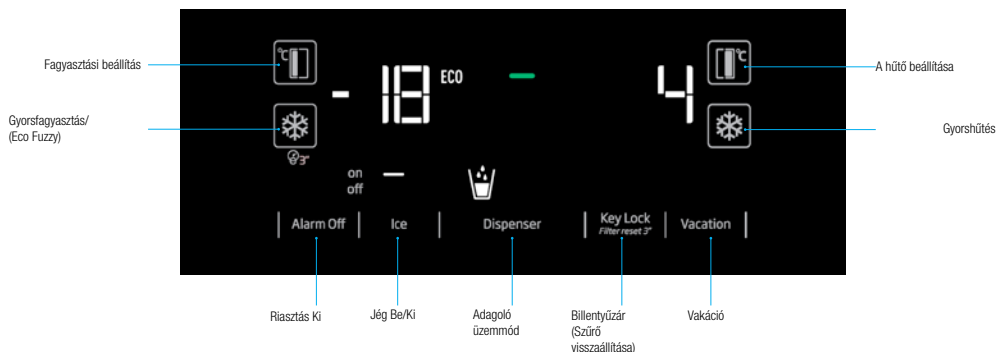 Fagyasztási beállítás
Gyorsfagyasztás/
(Eco Fuzzy)
°C
- 18
ECO
4
°C
3"
on
off
Alarm Off
Ice
Dispenser
Key Lock
Filter reset 3"
Vacation
A hűtő beállítása
Gyorshűtés
Riasztás Ki
Jég Be/Ki
Adagoló
üzemmód
Billentyűzár
(Szűrő
visszaállítása)
Vakáció